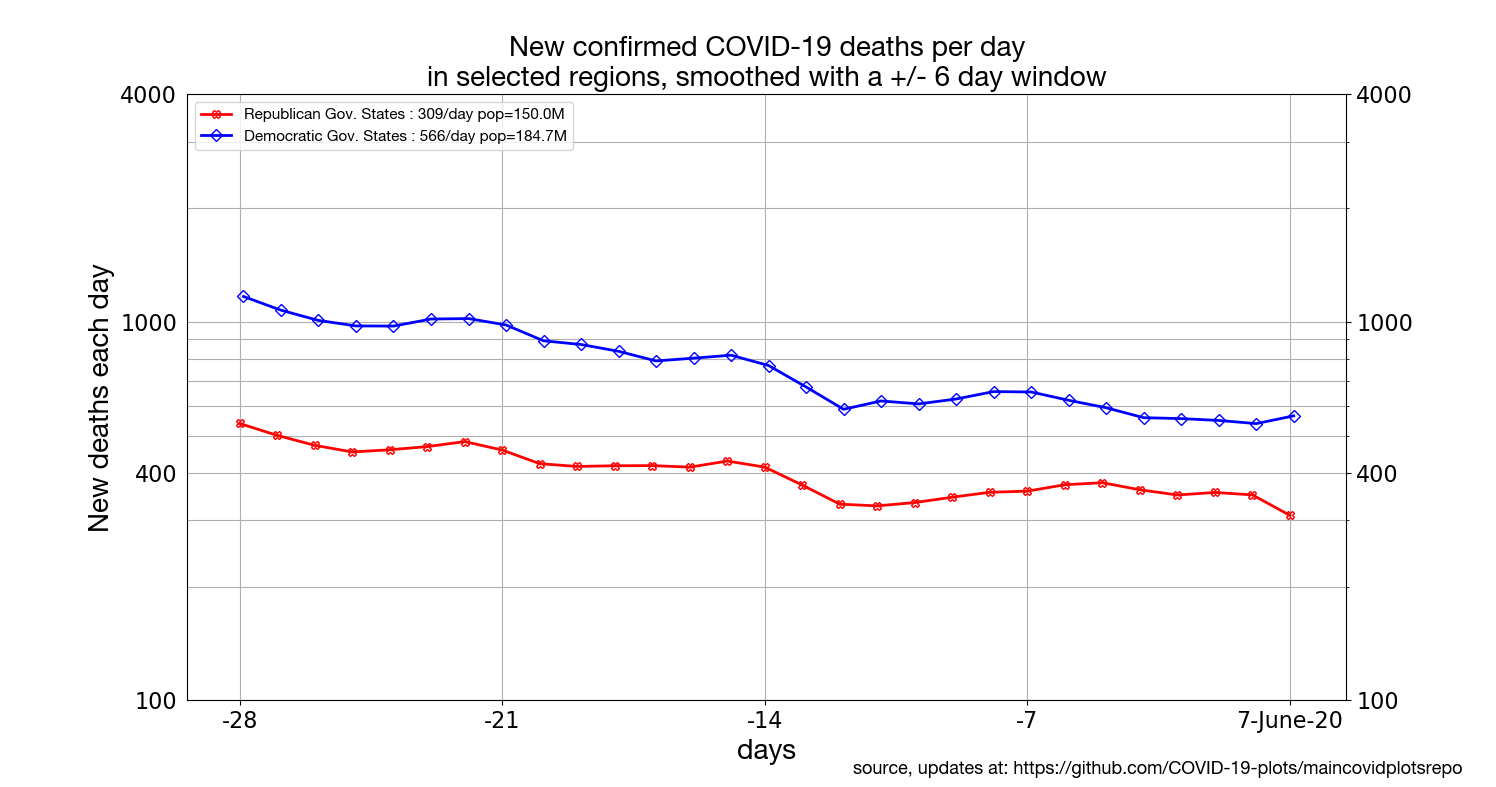 New confirmed COVID-19 deaths per day
in selected regions, smoothed with a +/- 6 day window
4000
4000
Republican Gov. States : 309/day pop=150.0M
Democratic Gov. States : 566/day pop=184.7M
New deaths each day
1000
1000
400
400
100
100
-28
-21
-14
-7
7-June-20
days
source, updates at: https://github.com/COVID-19-plots/maincovidplotsrepo